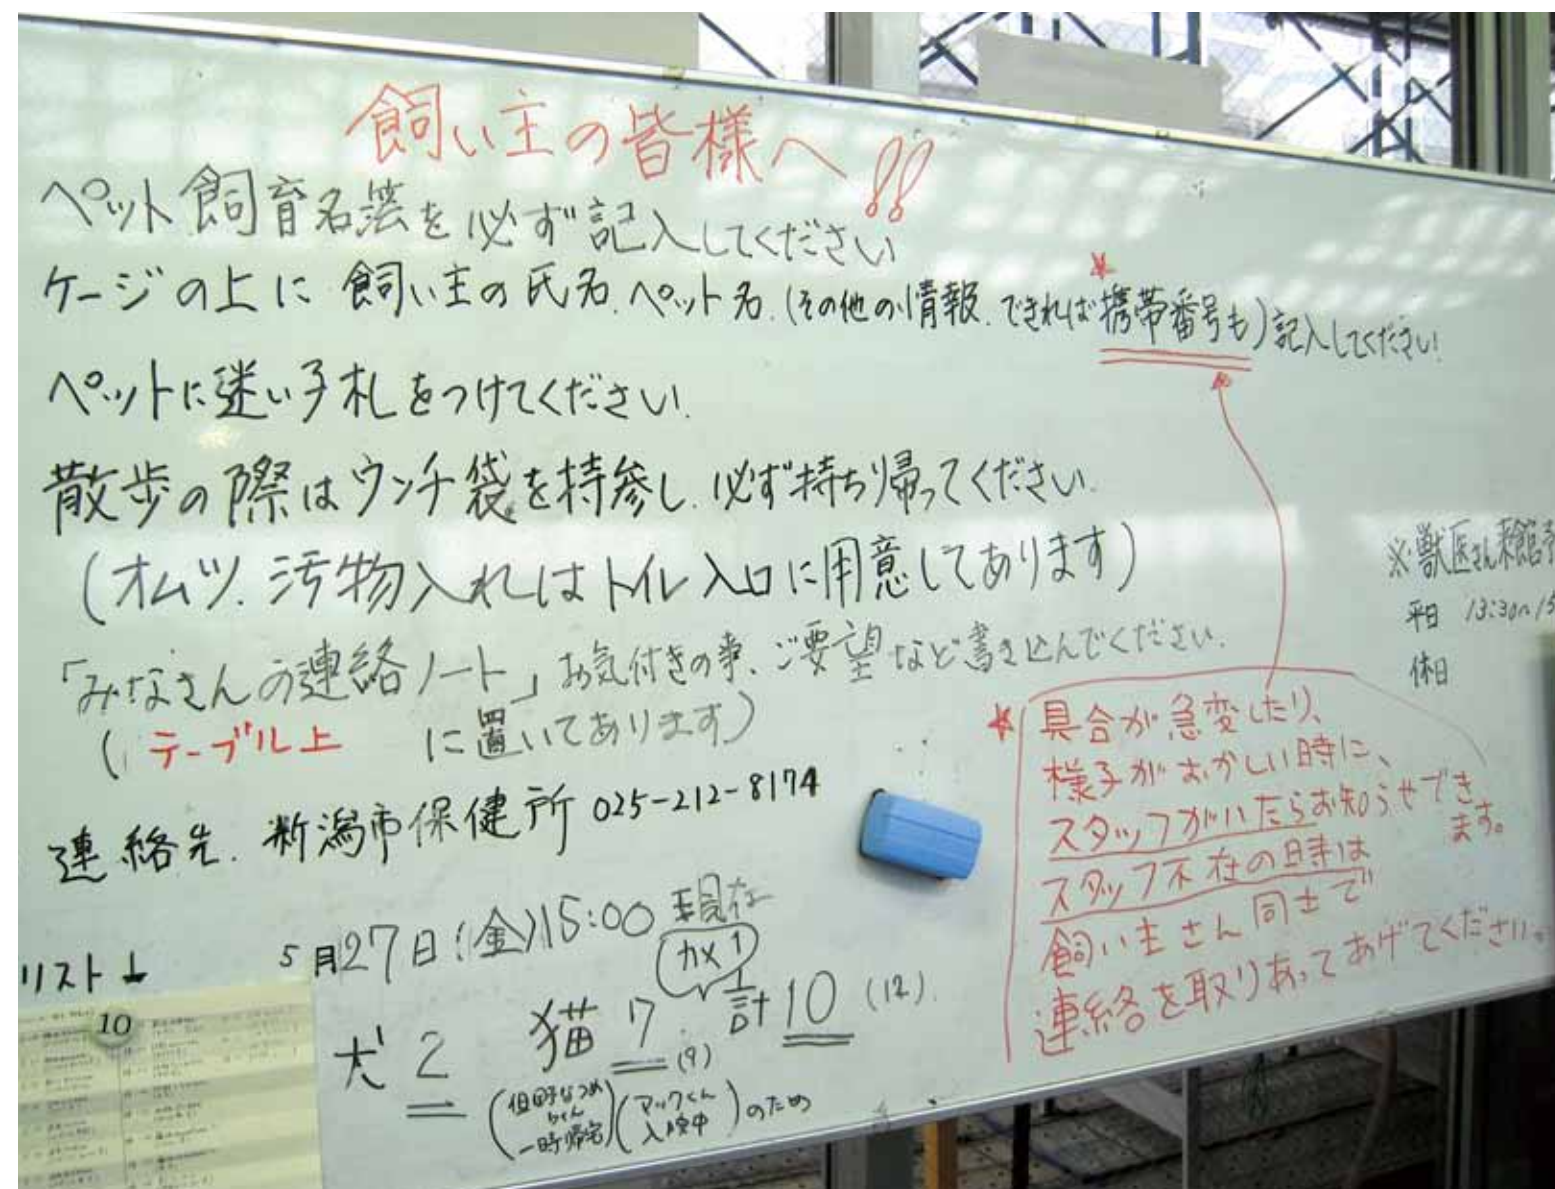 飼い主の皆様へ!!
ペット飼育名簿を必ず記入してください
ケージの上に 飼い主の氏名、ペット名、(その他の情報、できれば携帯番号も)記入してください!
ペットに迷い子札をつけてください。
散歩の際はウンチ袋を持参し、必ず持ち帰ってください。
(オムツ、汚物入れはトイレ入口に用意してあります)
「みなさんの連絡ノート」お気付きの事、ご要望など書き込んでください。
(テーブル上 に置いてあります)
連絡先、新潟市保健所 025-212-8174
※獣医さん来館予
平日 13:30~15
休日
★具合が急変したり、
様子がおかしい時に、
スタッフがいたらお知らせでき
ます。
スタッフ不在の時は
飼い主さん同士で
連絡を取りあってあげてください。
5月27日(金)15:00 現在
カメ1
犬 2 猫 7 計 10 (12)
(9)
(ちゃん
一時帰宅)(マックくん
入院中)のため
リスト↓
10